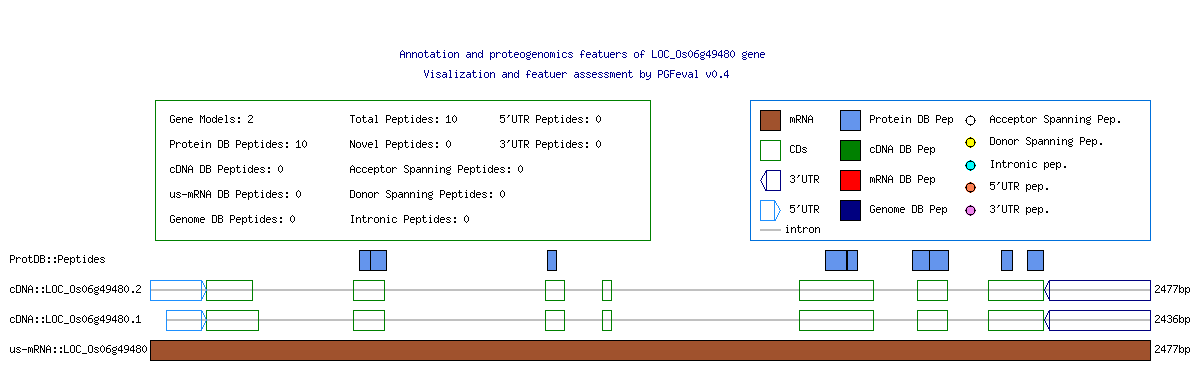 Annotation and proteogenomics featuers of LOC_Os06g49480 gene
Visalization and featuer assessment by PGFeval v0.4
Gene Models: 2 Total Peptides: 10 5'UTR Peptides: 0
Protein DB Peptides: 10 Novel Peptides: 0 3'UTR Peptides: 0
cDNA DB Peptides: 0 Acceptor Spanning Peptides: 0
us-mRNA DB Peptides: 0 Donor Spanning Peptides: 0
Genome DB Peptides: 0 Intronic Peptides: 0
mRNA Protein DB Pep Acceptor Spanning Pep.
CDs cDNA DB Pep Donor Spanning Pep.
3'UTR mRNA DB Pep Intronic pep.
5'UTR Genome DB Pep 5'UTR pep.
intron 3'UTR pep.
ProtDB::Peptides
cDNA::LOC_Os06g49480.2 2477bp
cDNA::LOC_Os06g49480.1 2436bp
us-mRNA::LOC_Os06g49480 2477bp